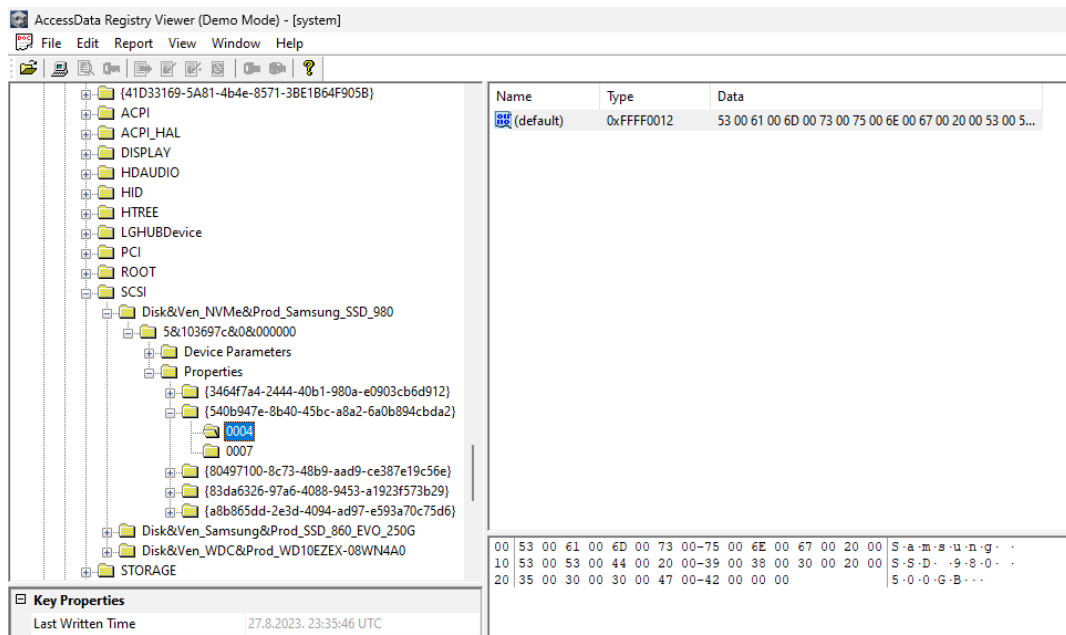 AccessData Registry Viewer (Demo Mode) - [system]
File Edit Report View Window Help
{41D33169-5A81-4b4e-8571-3BE1B64F905B}
ACPI
ACPI_HAL
DISPLAY
HDAUDIO
HID
HTREE
LGHUBDevice
PCI
ROOT
SCSI
Disk&Ven_NVMe&Prod_Samsung_SSD_980
5&103697c&0&000000
Device Parameters
Properties
{3464f7a4-2444-40b1-980a-e0903cb6d912}
{540b947e-8b40-45bc-a8a2-6a0b894cbda2}
0004
0007
{80497100-8c73-48b9-aad9-ce387e19c56e}
{83da6326-97a6-4088-9453-a1923f573b29}
{a8b865dd-2e3d-4094-ad97-e593a70c75d6}
Disk&Ven_Samsung&Prod_SSD_860_EVO_250G
Disk&Ven_WDC&Prod_WD10EZEX-08WN4A0
STORAGE
Key Properties
Last Written Time 27.8.2023. 23:35:46 UTC
Name Type Data
(default) 0xFFFF0012 53 00 61 00 6D 00 73 00 75 00 6E 00 67 00 20 00 53 00 5...
00 53 00 61 00 6D 00 73 00-75 00 6E 00 67 00 20 00 S·a·m·s·u·n·g· ·
10 53 00 53 00 44 00 20 00-39 00 38 00 30 00 20 00 S·S·D· ·9·8·0· ·
20 35 00 30 00 30 00 47 00-42 00 00 00 5·0·0·G·B···